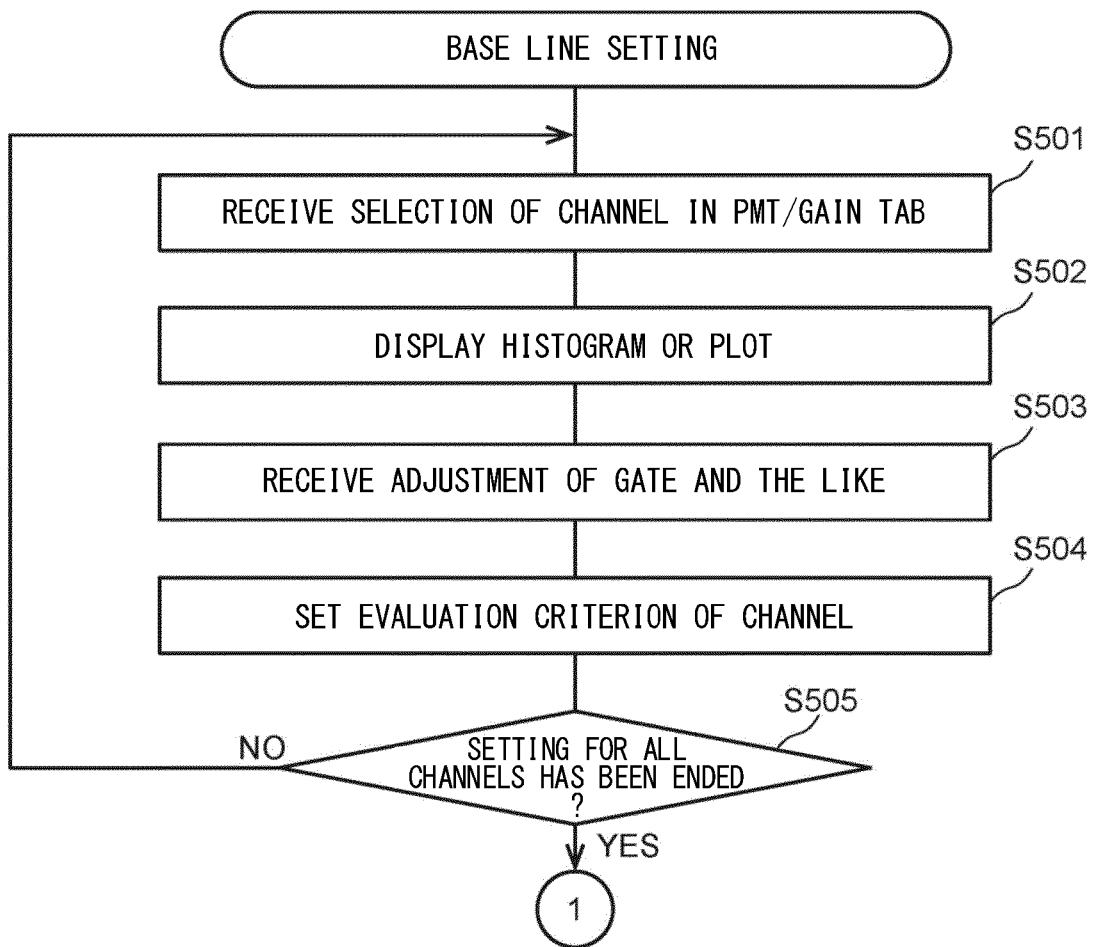 BASE LINE SETTING
S501
RECEIVE SELECTION OF CHANNEL IN PMT/GAIN TAB
S502
DISPLAY HISTOGRAM OR PLOT
S503
RECEIVE ADJUSTMENT OF GATE AND THE LIKE
S504
SET EVALUATION CRITERION OF CHANNEL
S505
NO
SETTING FOR ALL
CHANNELS HAS BEEN ENDED
?
YES
1